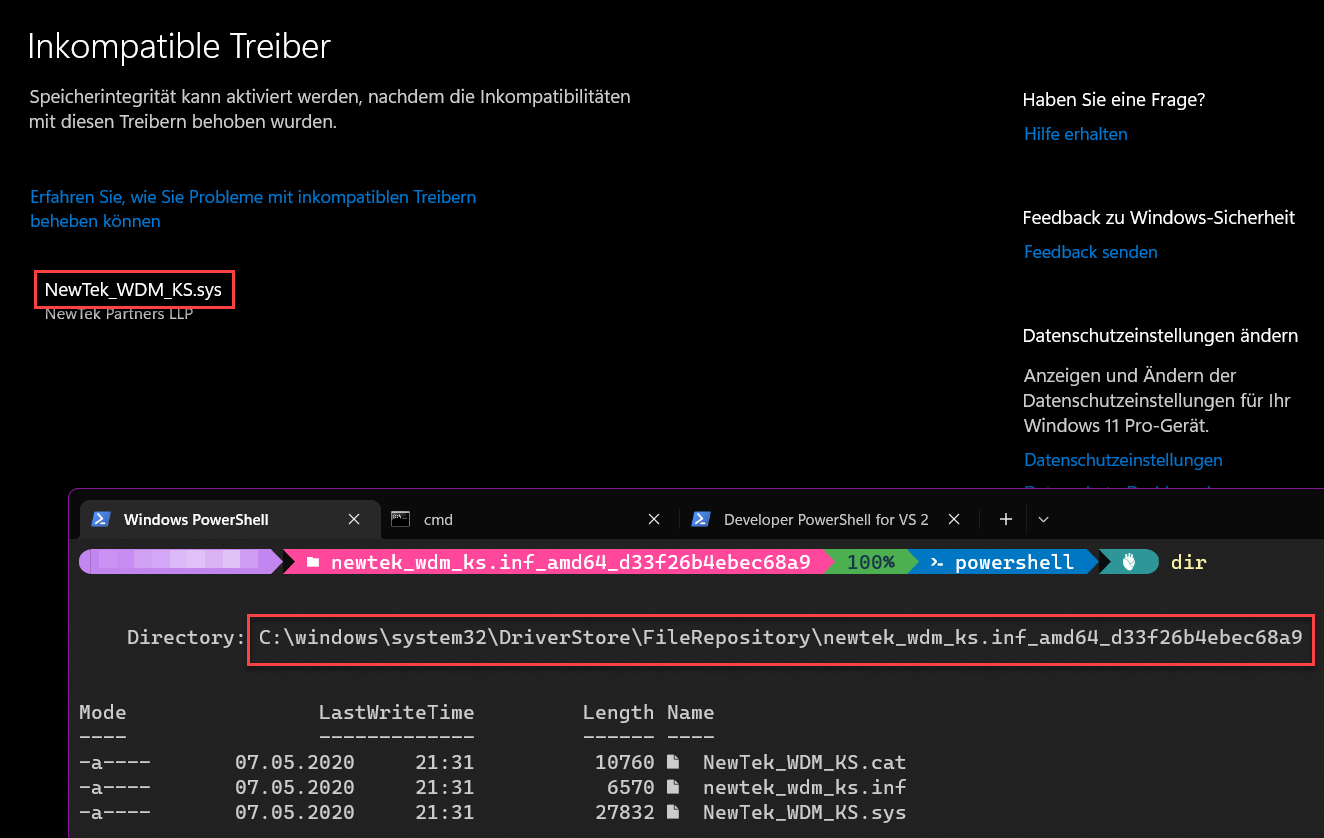 Inkompatible Treiber
Speicherintegrität kann aktiviert werden, nachdem die Inkompatibilitäten
mit diesen Treibern behoben wurden.
Erfahren Sie, wie Sie Probleme mit inkompatiblen Treibern
beheben können
NewTek_WDM_KS.sys
NewTek Partners LLP
Haben Sie eine Frage?
Hilfe erhalten
Feedback zu Windows-Sicherheit
Feedback senden
Datenschutzeinstellungen ändern
Anzeigen und Ändern der
Datenschutzeinstellungen für Ihr
Windows 11 Pro-Gerät.
Datenschutzeinstellungen
Windows PowerShell cmd Developer PowerShell for VS 2
newtek_wdm_ks.inf_amd64_d33f26b4ebec68a9 100% >- powershell dir
Directory: C:\windows\system32\DriverStore\FileRepository\newtek_wdm_ks.inf_amd64_d33f26b4ebec68a9
Mode LastWriteTime Length Name
---- ------------- ------ ----
-a---- 07.05.2020 21:31 10760 NewTek_WDM_KS.cat
-a---- 07.05.2020 21:31 6570 newtek_wdm_ks.inf
-a---- 07.05.2020 21:31 27832 NewTek_WDM_KS.sys